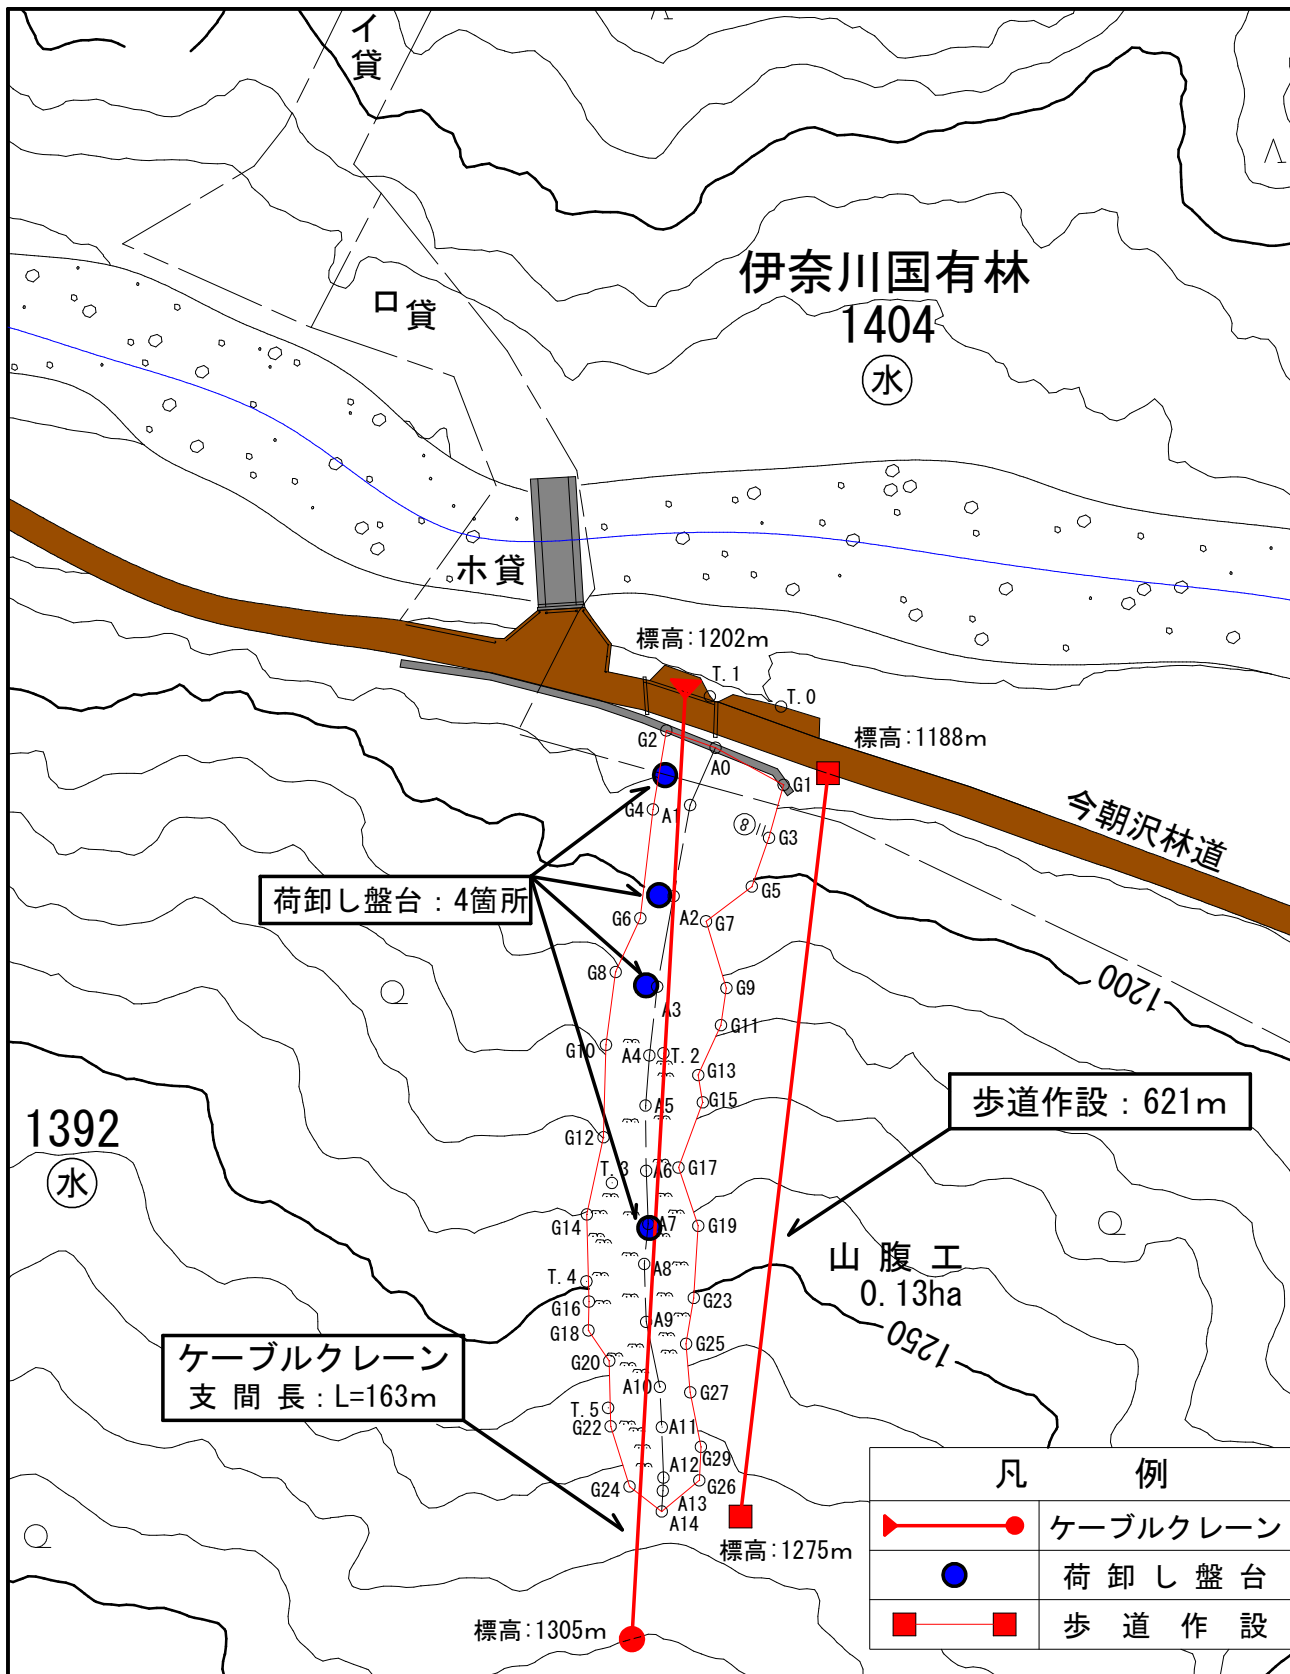 イ
貸
ロ貸
伊奈川国有林
1404
水
ホ貸
標高:1202m
T.1
T.0
標高:1188m
G2
A0
G1
今朝沢林道
G4
A1
8
G3
荷卸し盤台：4箇所
G5
G6
A2
G7
G8
G9
1200
A3
G11
G10
A4
T.2
G13
G15
A5
歩道作設：621m
1392
水
G12
A6
G17
T.3
G14
A7
G19
山腹工
0.13ha
A8
T.4
G16
G23
A9
G18
G25
1250
ケーブルクレーン
支間長：L=163m
G20
A10
G27
T.5
G22
A11
G29
A12
G24
G26
A13
A14
標高:1275m
標高:1305m
凡例
ケーブルクレーン
荷卸し盤台
歩道作設